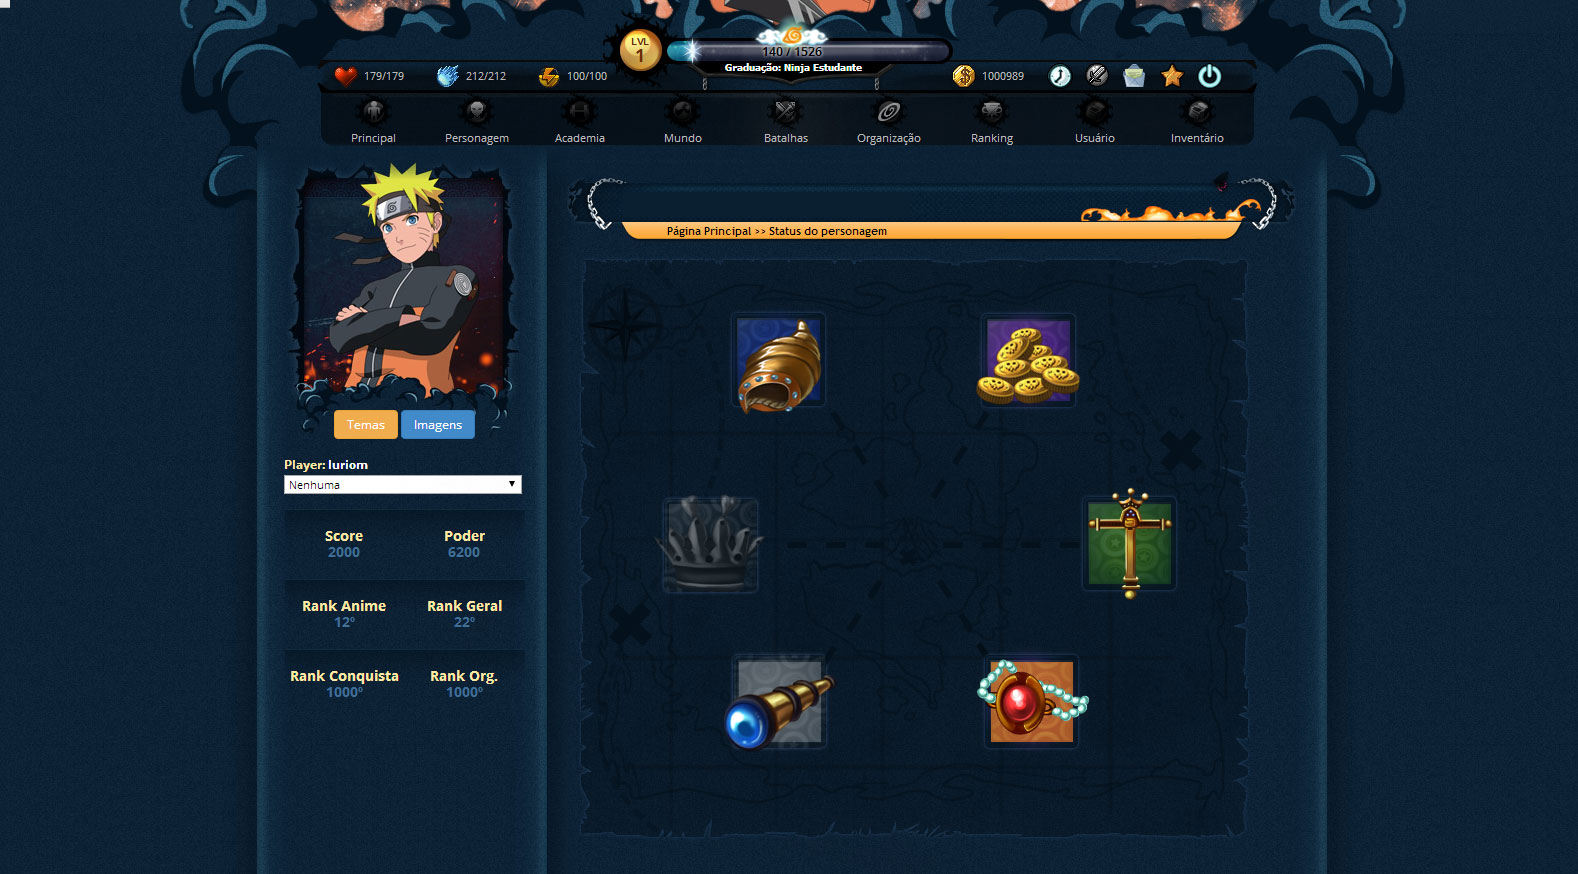 LVL
1
140 / 1526
Graduação: Ninja Estudante
179/179
212/212
100/100
1000989
Principal
Personagem
Academia
Mundo
Batalhas
Organização
Ranking
Usuário
Inventário
Página Principal >> Status do personagem
Temas
Imagens
Player: luriom
Nenhuma
Score
Poder
2000
6200
Rank Anime
Rank Geral
12º
22º
Rank Conquista
Rank Org.
1000º
1000º